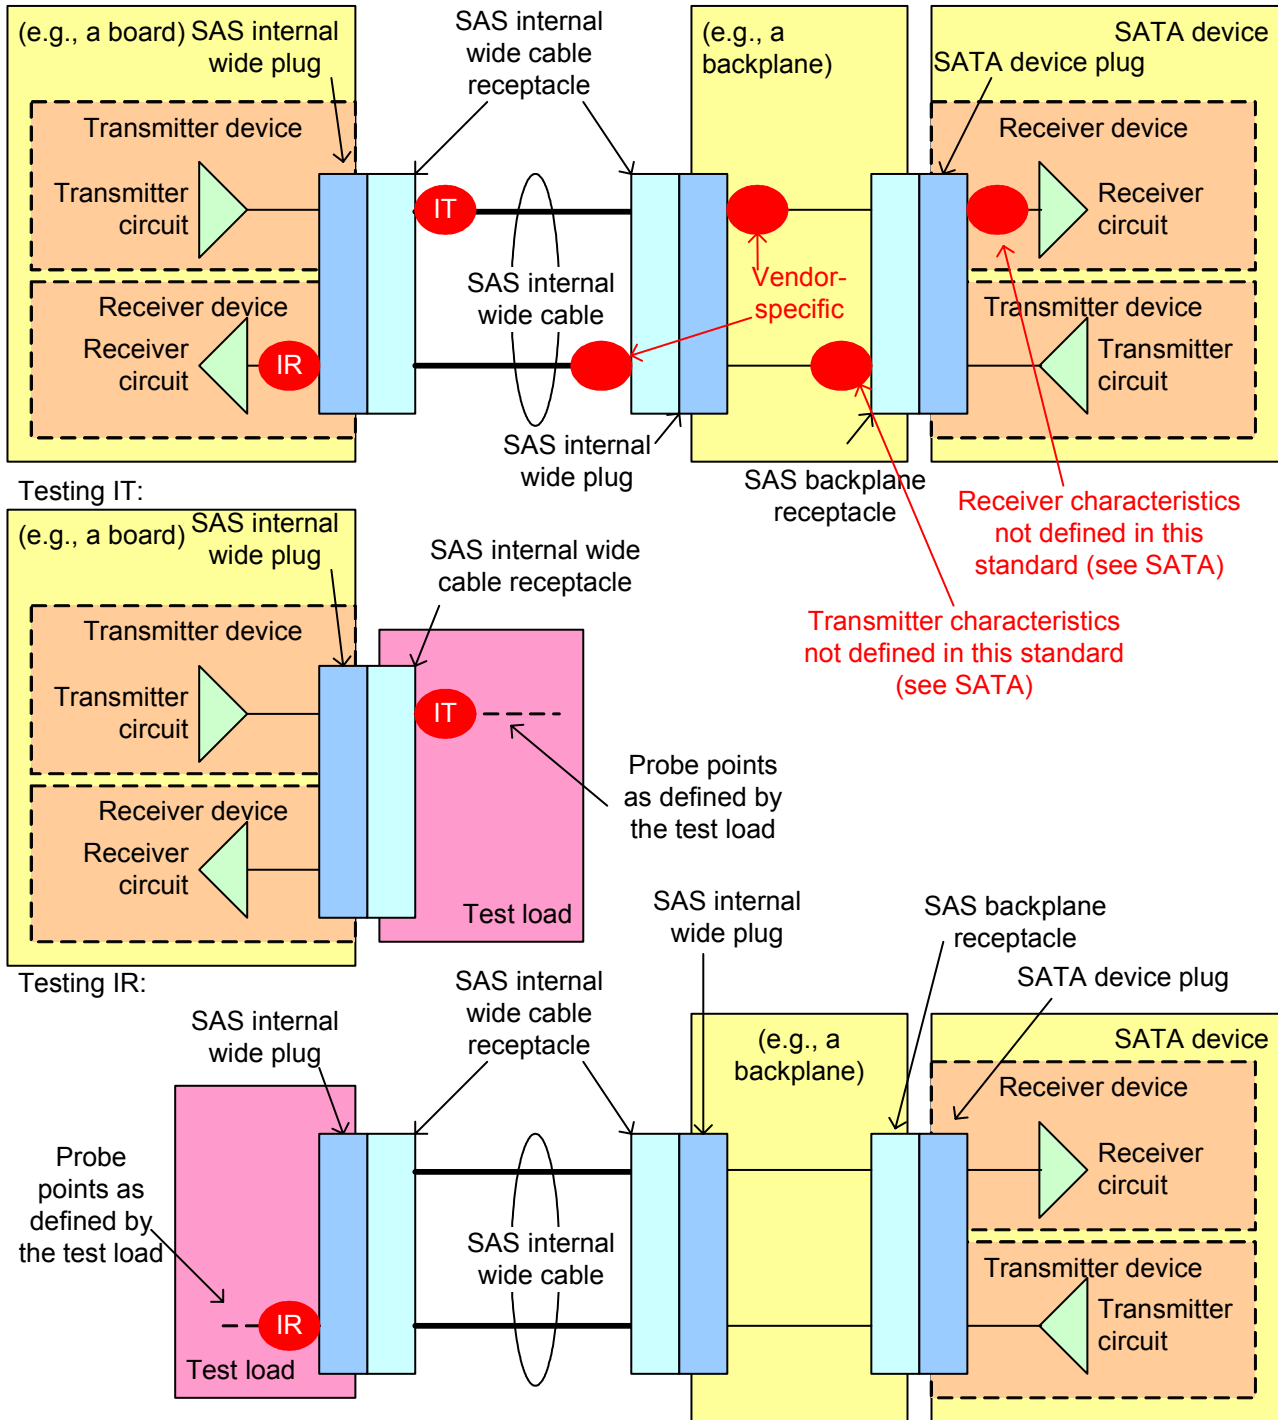 (e.g., a board)
SAS internal
wide plug
SAS internal
wide cable
receptacle
(e.g., a
backplane)
SATA device
SATA device plug
Transmitter device
Transmitter
circuit
Receiver device
Receiver
circuit
IT
IR
SAS internal
wide cable
Vendor-
specific
Receiver device
Receiver
circuit
Transmitter device
Transmitter
circuit
SAS internal
wide plug
SAS backplane
receptacle
Receiver characteristics
not defined in this
standard (see SATA)
Transmitter characteristics
not defined in this standard
(see SATA)
Testing IT:
(e.g., a board)
SAS internal
wide plug
SAS internal wide
cable receptacle
Transmitter device
Transmitter
circuit
IT
Receiver device
Receiver
circuit
Probe points
as defined by
the test load
Test load
Testing IR:
SAS internal
wide plug
SAS internal
wide cable
receptacle
SAS internal
wide plug
SAS backplane
receptacle
SATA device plug
(e.g., a
backplane)
SATA device
Receiver device
Receiver
circuit
Probe
points as
defined by
the test load
SAS internal
wide cable
Transmitter device
Transmitter
circuit
IR
Test load